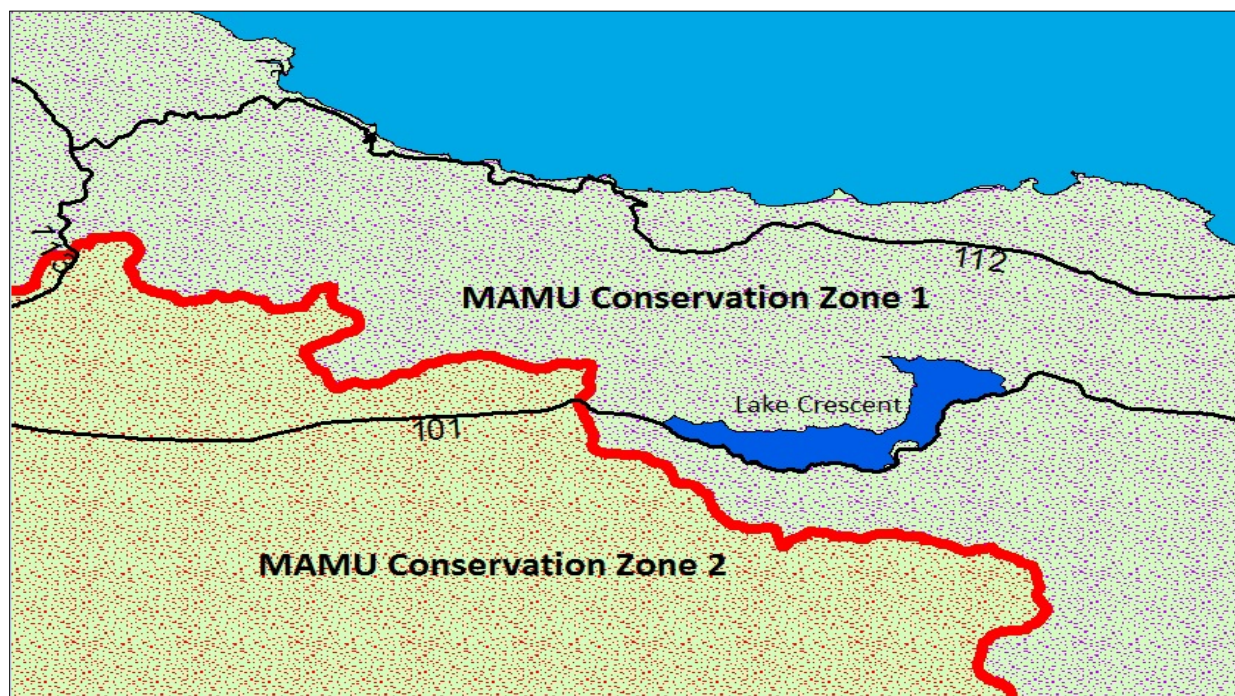 112
MAMU Conservation Zone 1
Lake Crescent
101
MAMU Conservation Zone 2